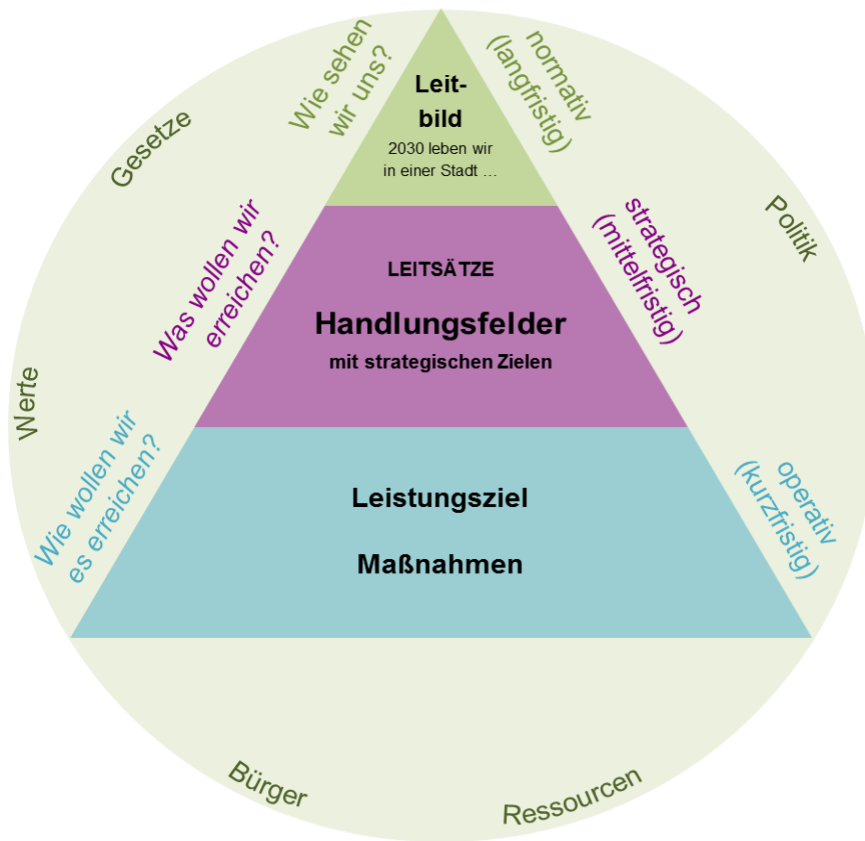 Wie sehen
wir uns?
Leit-
bild
2030 leben wir
in einer Stadt ...
normativ
(langfristig)
Gesetze
Politik
Was wollen wir
erreichen?
LEITSÄTZE
Handlungsfelder
mit strategischen Zielen
strategisch
(mittelfristig)
Werte
Wie wollen wir
es erreichen?
Leistungsziel
Maßnahmen
operativ
(kurzfristig)
Bürger
Ressourcen